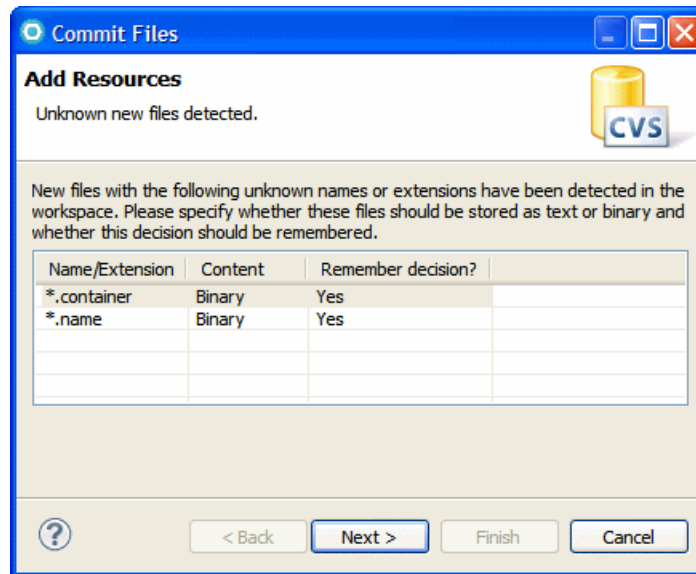 Commit Files
Add Resources
Unknown new files detected.
CVS
New files with the following unknown names or extensions have been detected in the
workspace. Please specify whether these files should be stored as text or binary and
whether this decision should be remembered.
Name/Extension Content Remember decision?
*.container Binary Yes
*.name Binary Yes
? < Back Next > Finish Cancel